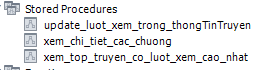 Stored Procedures
update_luot_xem_trong_thongTinTruyen
xem_chi_tiet_cac_chuong
xem_top_truyen_co_luot_xem_cao_nhat